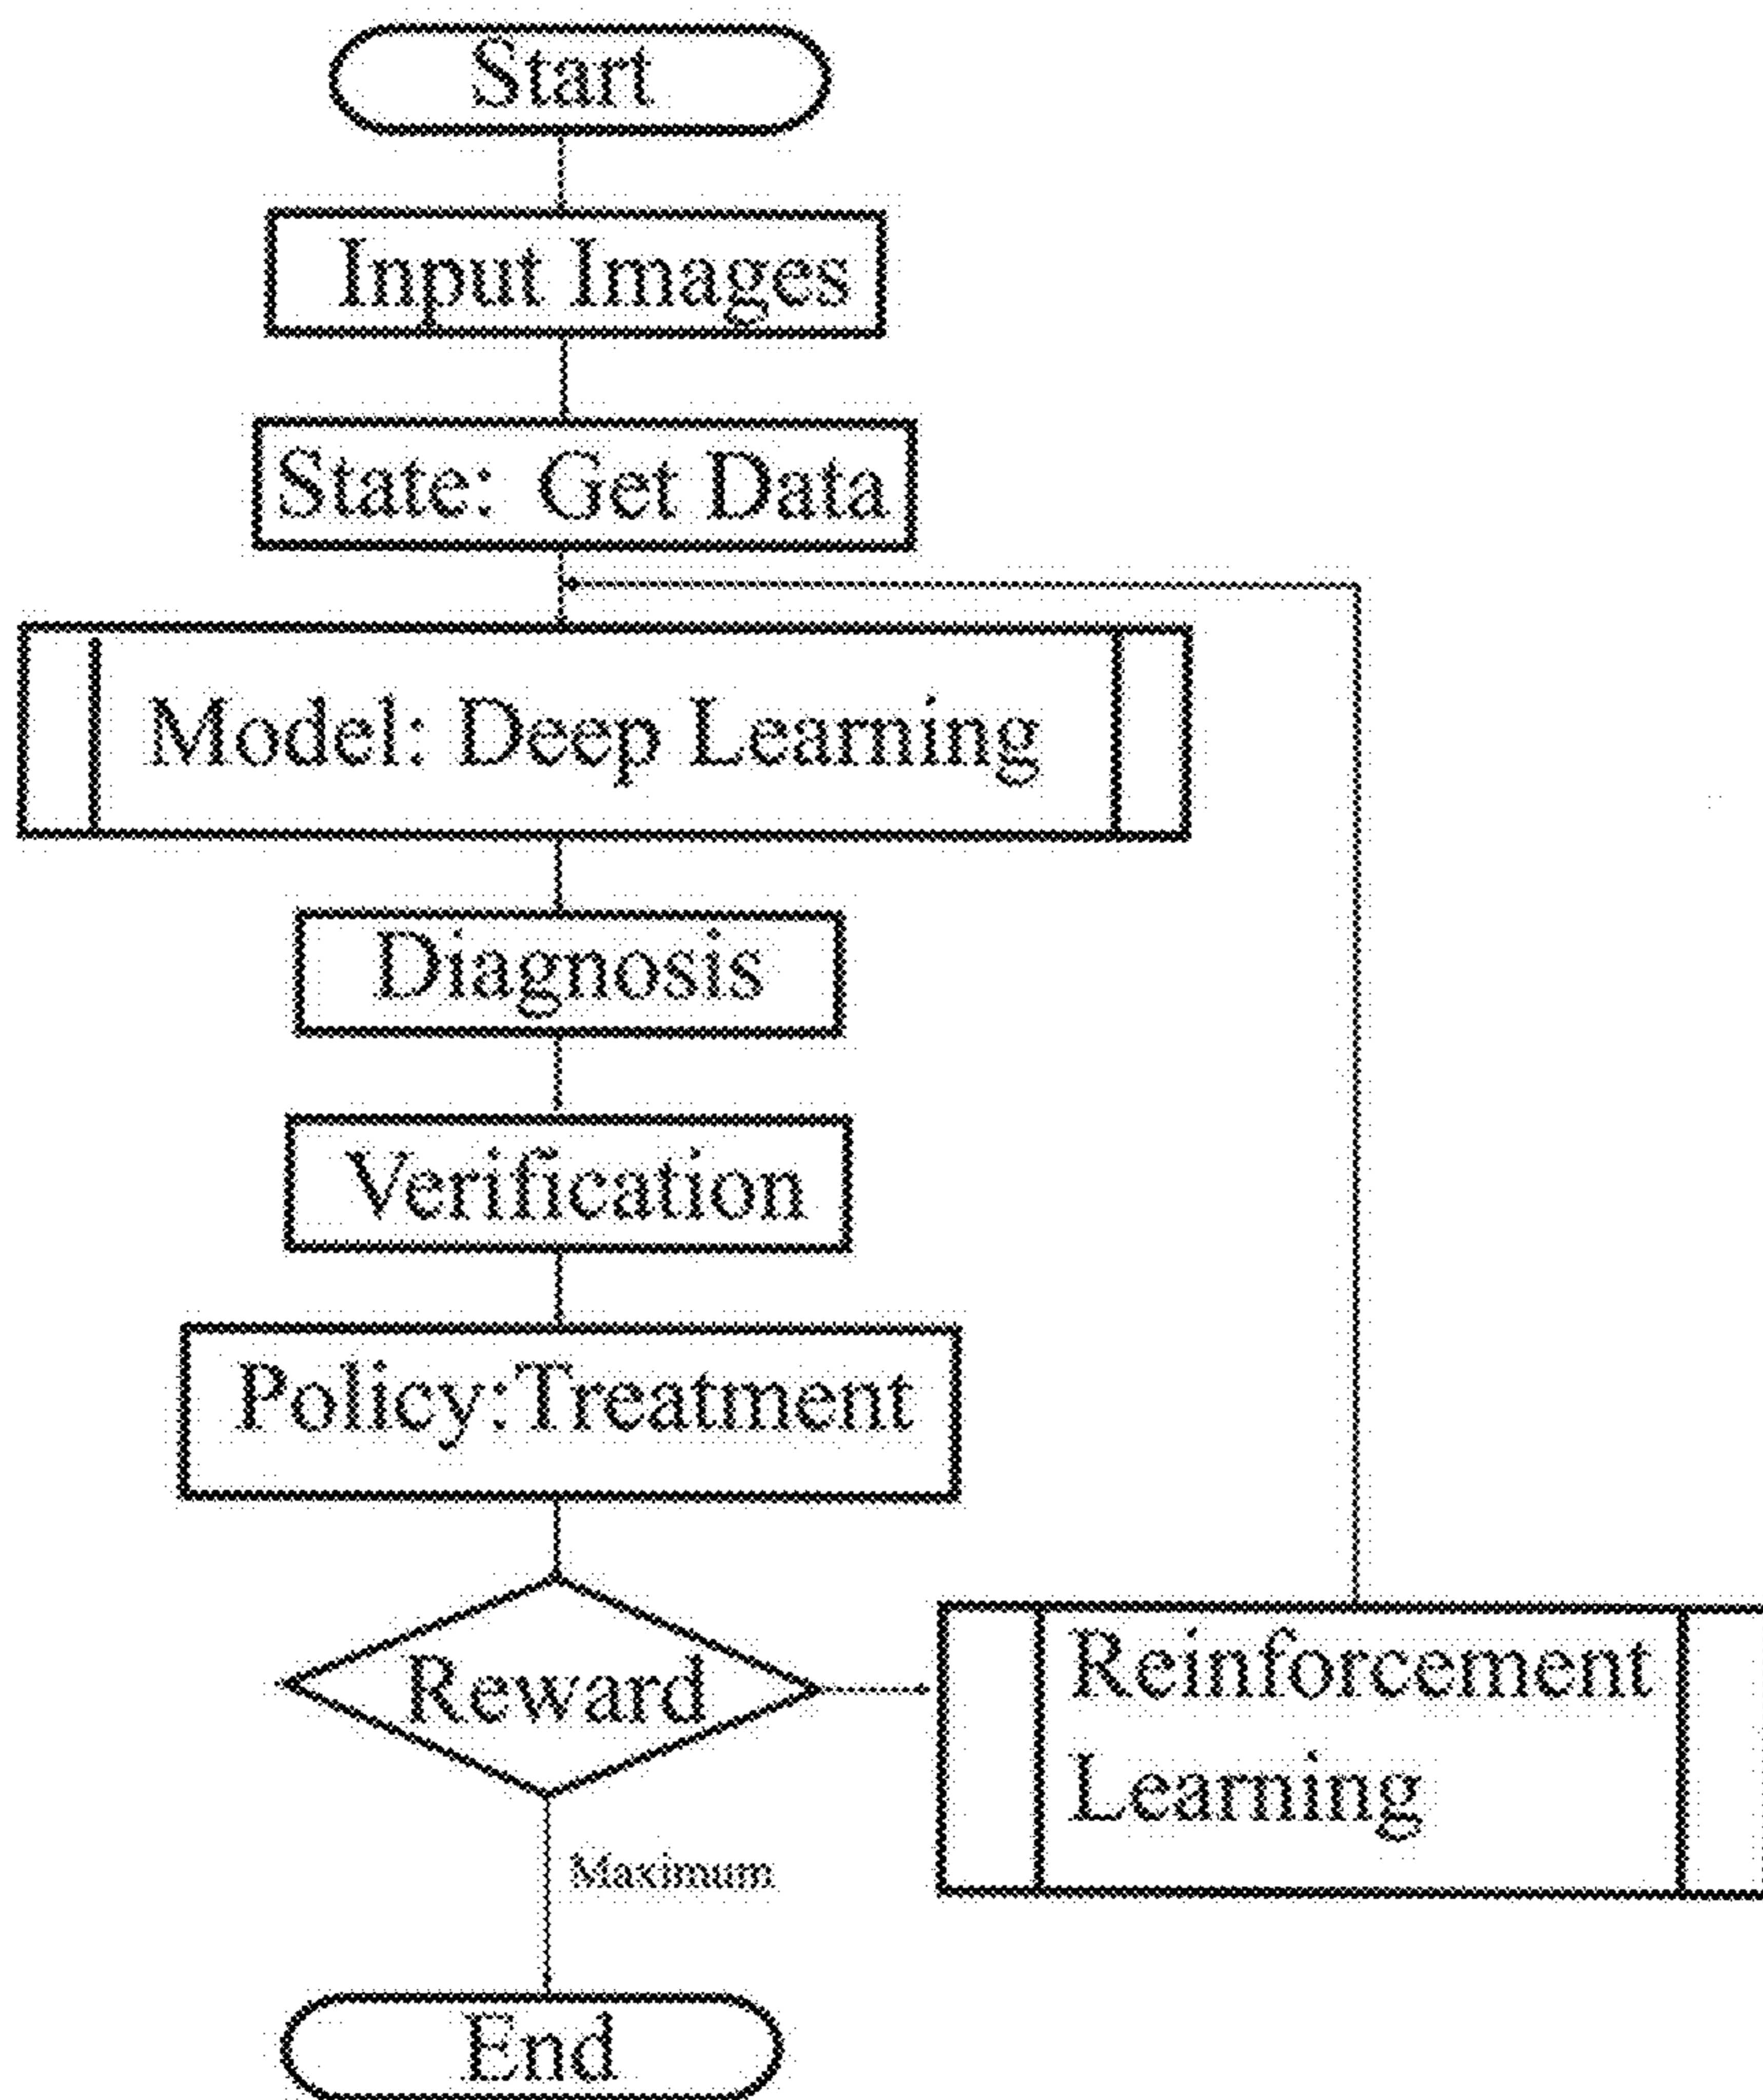 Start
Input Images
State: Get Data
Model: Deep Learning
Diagnosis
Verification
Policy:Treatment
Reward
Reinforcement
Learning
Maximum
End